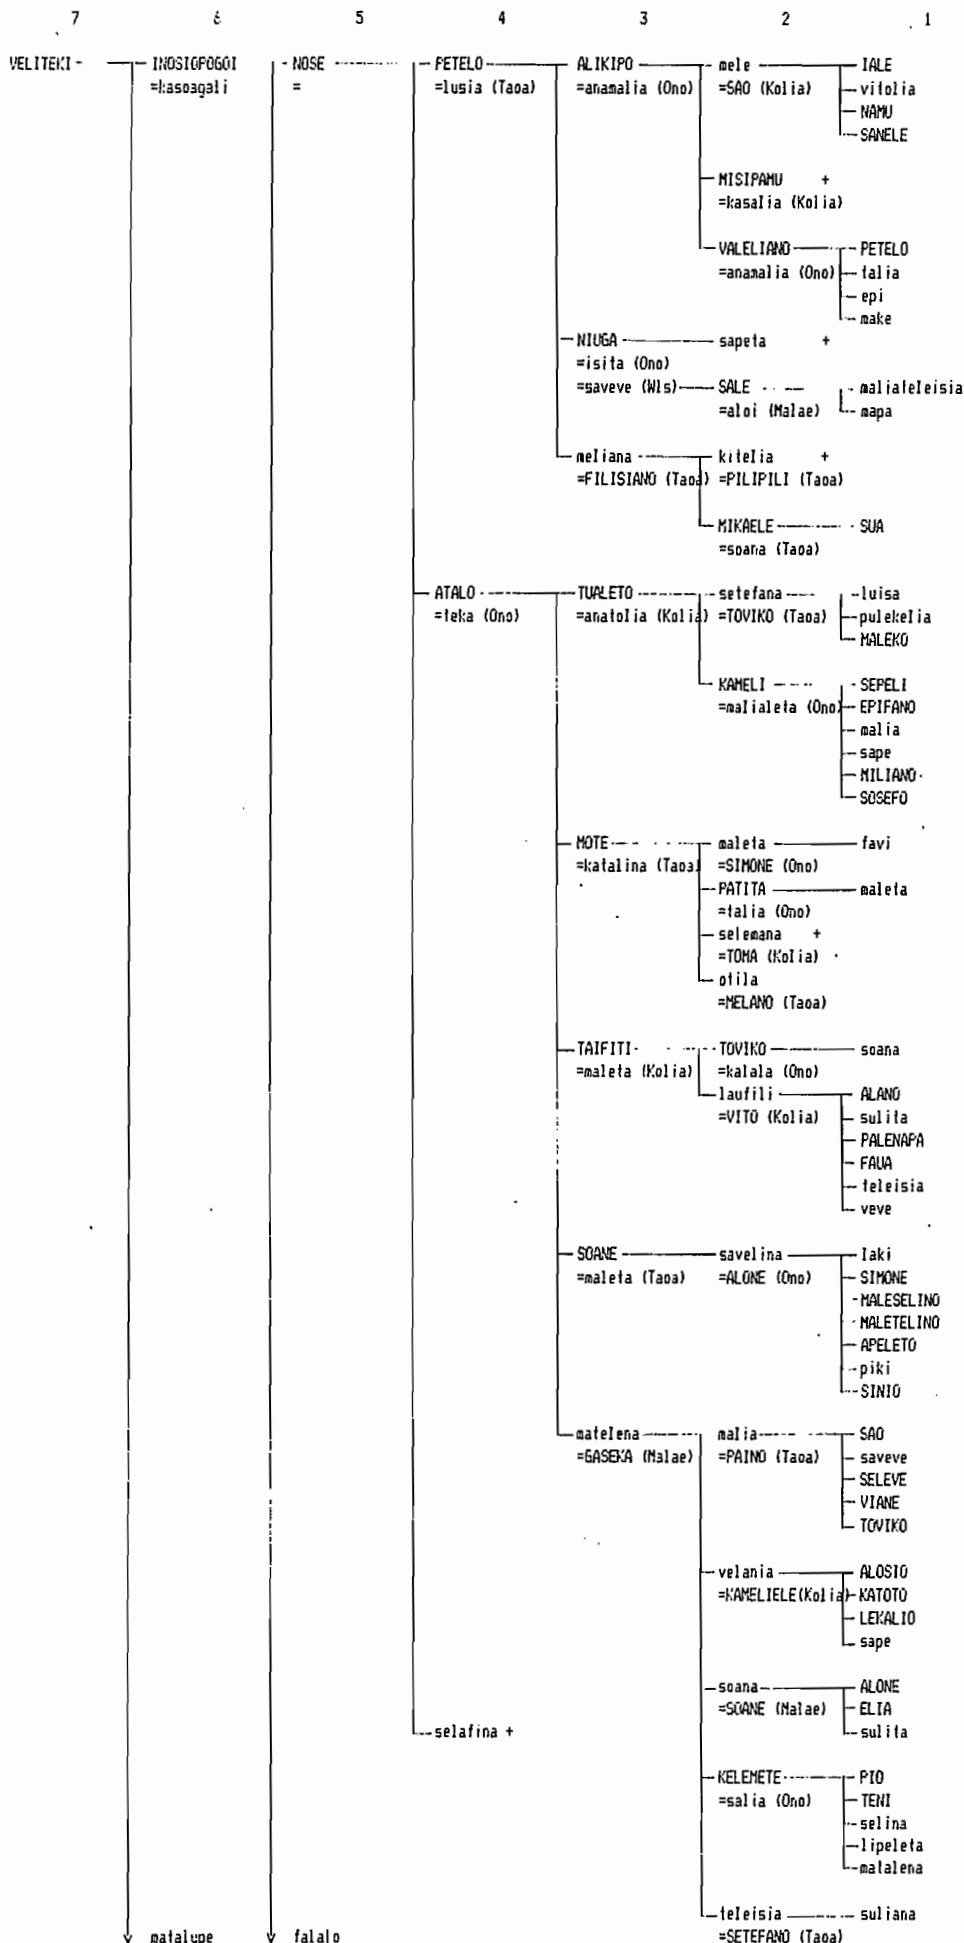 7 6 5 4 3 2 1
VELITEKI INOSIOPOGOI NOSE PETELO ALIKIPO mele IALE
=kasoagali = =lusia (Taoa) =anamalia (Ono) =SAO (Kolia) vitolia
NAMU
SANELE
MISIPAMU +
=kasalia (Kolia)
VALELIANO PETELO
=anamalia (Ono) talia
epi
make
NIUGA sapeta +
=isita (Ono)
=saveve (Wls) SALE maliateleisia
=aloi (Malae) mapa
meliana kitelia +
=FILISIANO (Taoa) =PILIPILI (Taoa)
MIKAELE SUA
=soana (Taoa)
ATALO TUALETO setefana luisa
=teka (Ono) =anatolia (Kolia) =TOVIKO (Taoa) pulekelia
MALEKO
KAMELI SEPELI
=malialeta (Ono) EPIFANO
malia
sape
MILIANO
SOSEFO
MOTE maleta favi
=katalina (Taoa) =SIMONE (Ono)
PATITA maleta
=talia (Ono)
selemana +
=TOMA (Kolia)
otila
=MELANO (Taoa)
TAIFITI TOVIKO soana
=maleta (Kolia) =kalala (Ono)
laufili ALANO
=VITO (Kolia) sulita
PALENAPA
FAUA
teleisia
veve
SOANE savelina Iaki
=maleta (Taoa) =ALONE (Ono) SIMONE
MALESELINO
MALETELINO
APELETO
piki
SINIO
matelena malia SAO
=GASEKA (Malae) =PAINO (Taoa) saveve
SELEVE
VIANE
TOVIKO
velania ALOSIO
=KAMELIELE(Kolia) KATOTO
LEKALIO
sape
soana ALONE
=SOANE (Malae) ELIA
selafina + sulita
KELEMETE PIO
=salia (Ono) TENI
selina
lipeleta
matalena
teleisia suliana
matalupe falalo =SETEFANO (Taoa)